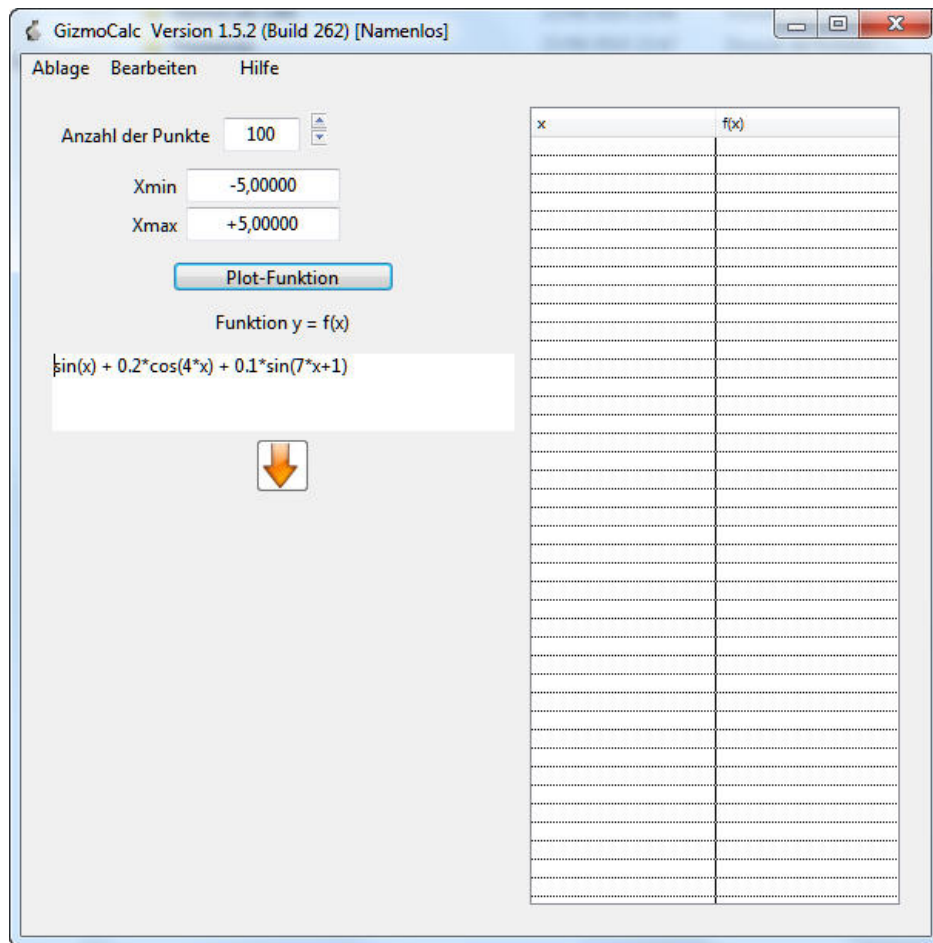 GizmoCalc Version 1.5.2 (Build 262) [Namenlos]
Ablage Bearbeiten Hilfe
Anzahl der Punkte 100
Xmin -5,00000
Xmax +5,00000
Plot-Funktion
Funktion y = f(x)
sin(x) + 0.2*cos(4*x) + 0.1*sin(7*x+1)
x f(x)